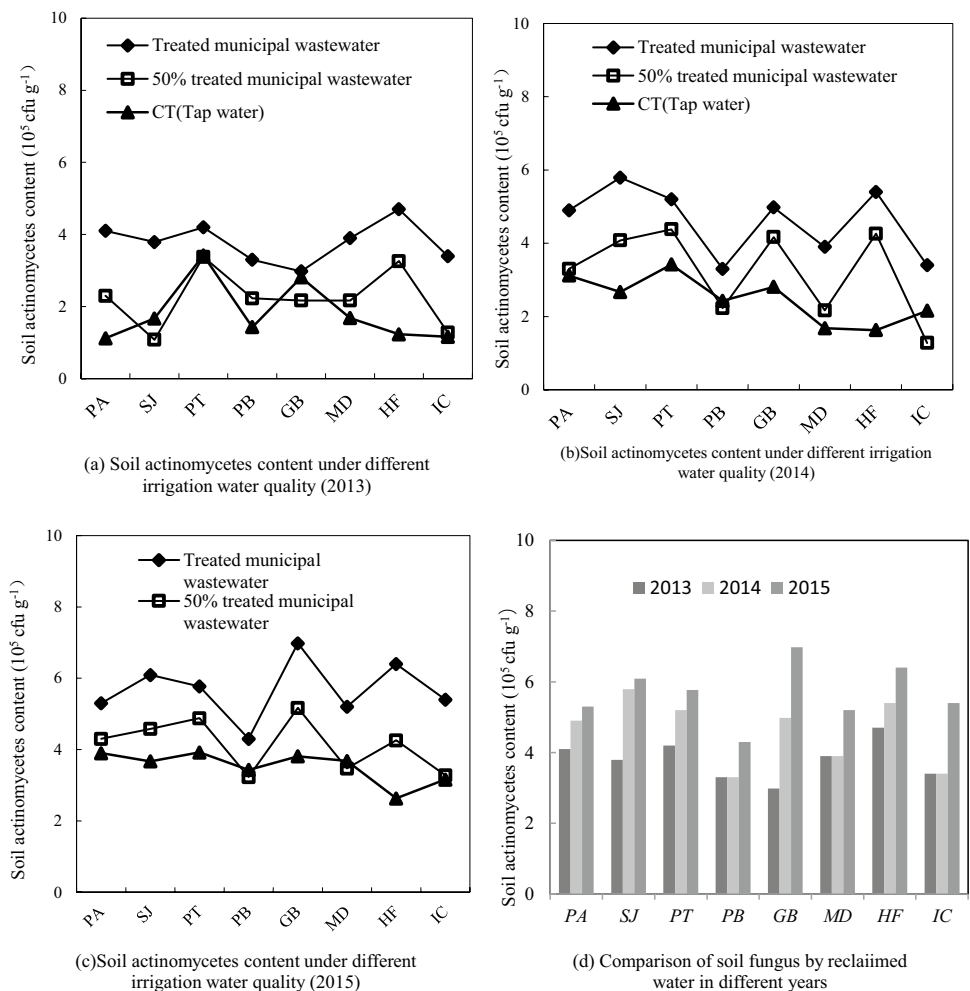 10
8
6
4
2
0
Soil actinomycetes content (10⁵ cfu g⁻¹)
Treated municipal wastewater
50% treated municipal wastewater
CT(Tap water)
PA SJ PT PB GB MD HF IC
(a) Soil actinomycetes content under different
irrigation water quality (2013)
10
8
6
4
2
0
Soil actinomycetes content (10⁵ cfu g⁻¹)
Treated municipal wastewater
50% treated municipal wastewater
CT(Tap water)
PA SJ PT PB GB MD HF IC
(b)Soil actinomycetes content under different irrigation
water quality (2014)
10
8
6
4
2
0
Soil actinomycetes content (10⁵ cfu g⁻¹)
Treated municipal
wastewater
50% treated municipal
wastewater
PA SJ PT PB GB MD HF IC
(c)Soil actinomycetes content under different
irrigation water quality (2015)
10
8
6
4
2
0
Soil actinomycetes content (10⁵ cfu g⁻¹)
2013 2014 2015
PA SJ PT PB GB MD HF IC
(d) Comparison of soil fungus by reclaiimed
water in different years